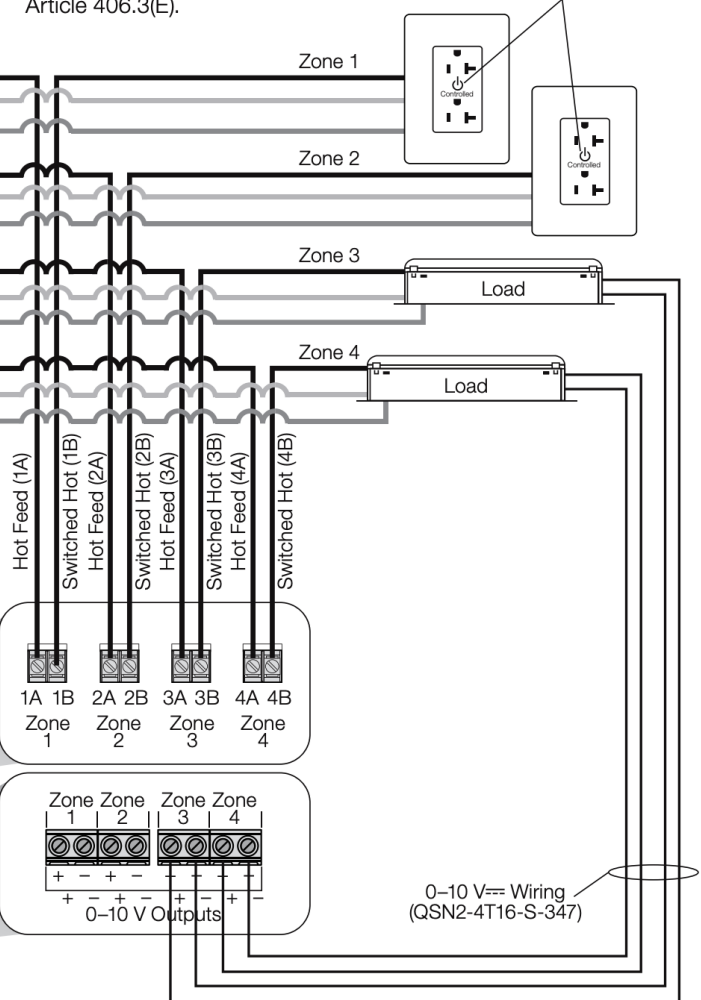 Article 406.3(E).
Zone 1
Controlled
Zone 2
Controlled
Zone 3
Load
Zone 4
Load
Hot Feed (1A)
Switched Hot (1B)
Hot Feed (2A)
Switched Hot (2B)
Hot Feed (3A)
Switched Hot (3B)
Hot Feed (4A)
Switched Hot (4B)
1A 1B 2A 2B 3A 3B 4A 4B
Zone Zone Zone Zone
1 2 3 4
Zone Zone Zone Zone
1 2 3 4
+ − + − + − + −
+ − + − + − + −
0–10 V Outputs
0–10 V⎓ Wiring
(QSN2-4T16-S-347)